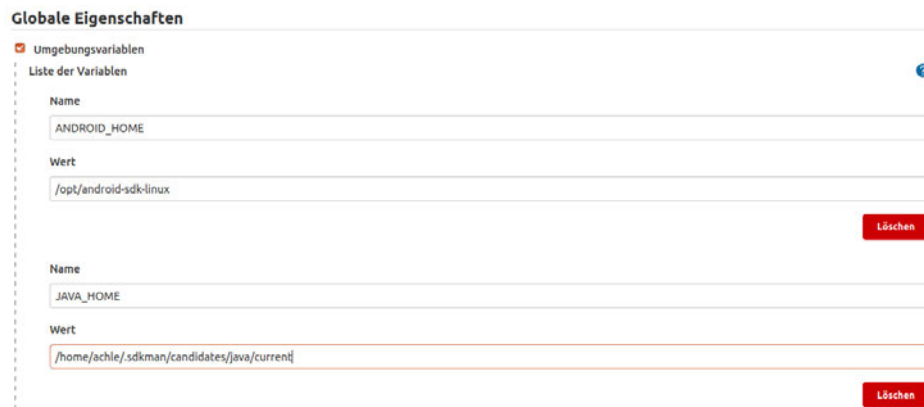 Globale Eigenschaften
Umgebungsvariablen
Liste der Variablen
?
Name
ANDROID_HOME
Wert
/opt/android-sdk-linux
Löschen
Name
JAVA_HOME
Wert
/home/achle/.sdkman/candidates/java/current
Löschen